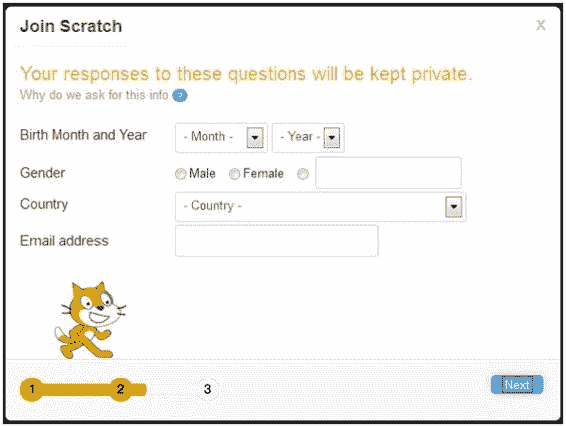 Join Scratch X
Your responses to these questions will be kept private.
Why do we ask for this info ?
Birth Month and Year - Month - - Year -
Gender Male Female
Country - Country -
Email address
1 2 3 Next